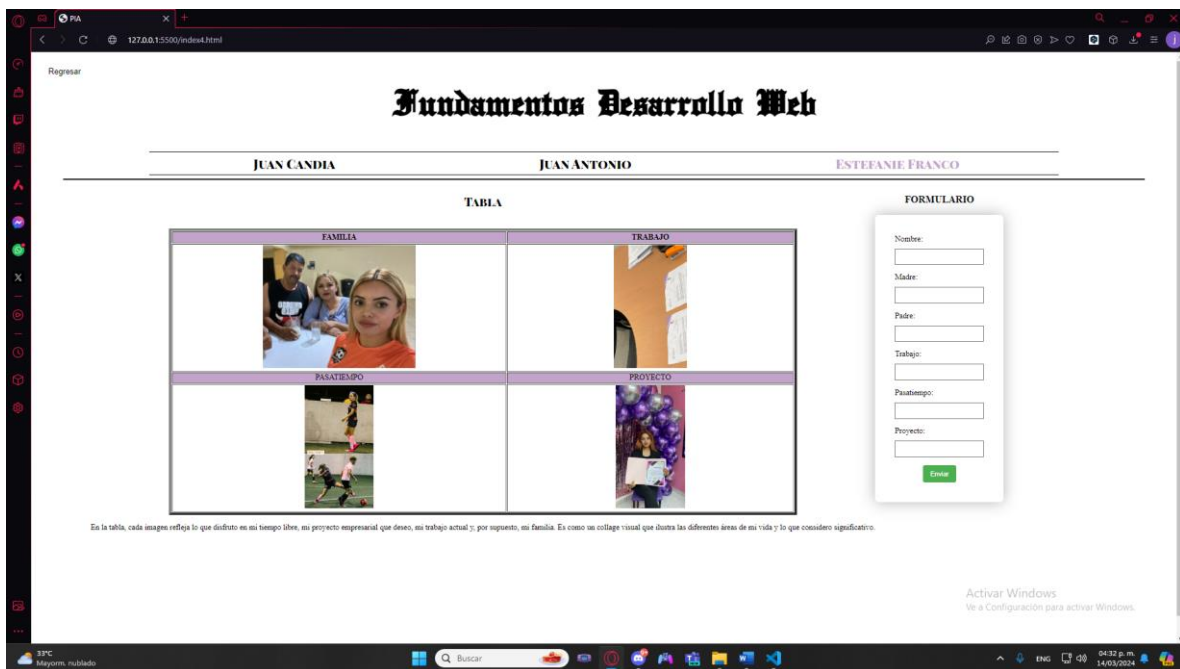 PIA
127.0.0.1:5500/index4.html
Regresar
Fundamentos Desarrollo Web
JUAN CANDIA
JUAN ANTONIO
ESTEFANIE FRANCO
TABLA
FORMULARIO
FAMILIA
TRABAJO
PASATIEMPO
PROYECTO
Nombre:
Madre:
Padre:
Trabajo:
Pasatiempo:
Proyecto:
Enviar
En la tabla, cada imagen refleja lo que disfruto en mi tiempo libre, mi proyecto empresarial que deseo, mi trabajo actual y, por supuesto, mi familia. Es como un collage visual que ilustra las diferentes áreas de mi vida y lo que considero significativo.
Activar Windows
Ve a Configuración para activar Windows.
33°C
Mayorm. nublado
Buscar
ENG
04:32 p. m.
14/03/2024